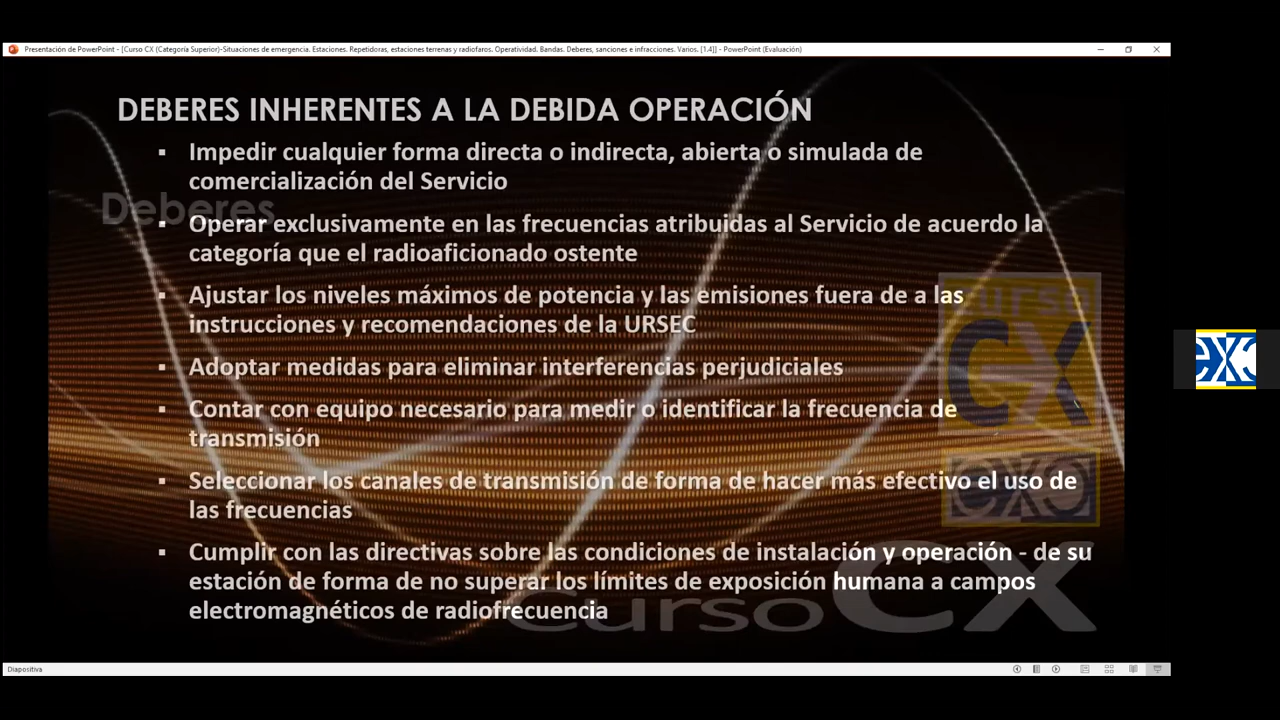 Presentación de PowerPoint - [Curso CX (Categoría Superior)-Situaciones de emergencia. Estaciones. Repetidoras, estaciones terrenas y radiofaros. Operatividad. Bandas. Deberes, sanciones e infracciones. Varios. [1.4]] - PowerPoint (Evaluación)
DEBERES INHERENTES A LA DEBIDA OPERACIÓN
▪ Impedir cualquier forma directa o indirecta, abierta o simulada de
comercialización del Servicio
Deberes
▪ Operar exclusivamente en las frecuencias atribuidas al Servicio de acuerdo la
categoría que el radioaficionado ostente
▪ Ajustar los niveles máximos de potencia y las emisiones fuera de a las
instrucciones y recomendaciones de la URSEC
▪ Adoptar medidas para eliminar interferencias perjudiciales
▪ Contar con equipo necesario para medir o identificar la frecuencia de
transmisión
▪ Seleccionar los canales de transmisión de forma de hacer más efectivo el uso de
las frecuencias
▪ Cumplir con las directivas sobre las condiciones de instalación y operación - de su
estación de forma de no superar los límites de exposición humana a campos
electromagnéticos de radiofrecuencia
curso
CX
curso CX
Diapositiva